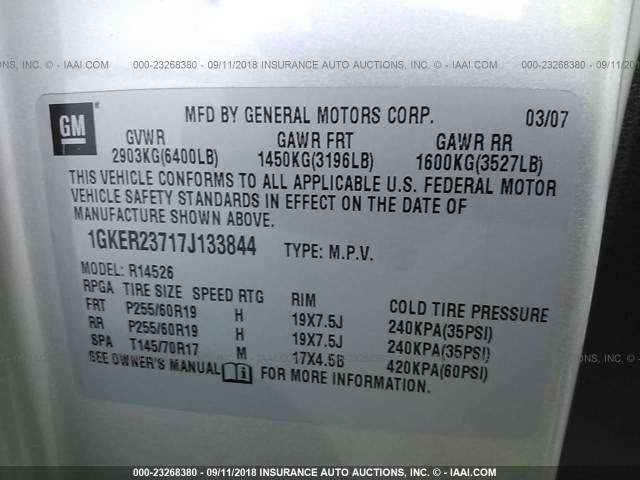 TIONS, INC. - IAAI.COM
000-23268380 - 09/11/2018 INSURANCE AUTO AUCTIONS, INC. - IAAI.COM
000-23268380 - 09/1
GM
®
MFD BY GENERAL MOTORS CORP. 03/07
GVWR GAWR FRT GAWR RR
2903KG(6400LB) 1450KG(3196LB) 1600KG(3527LB)
THIS VEHICLE CONFORMS TO ALL APPLICABLE U.S. FEDERAL MOTOR
VEHICLE SAFETY STANDARDS IN EFFECT ON THE DATE OF
MANUFACTURE SHOWN ABOVE.
1GKER23717J133844 TYPE: M.P.V.
MODEL: R14526
RPGA TIRE SIZE SPEED RTG RIM COLD TIRE PRESSURE
FRT P255/60R19 H 19X7.5J 240KPA(35PSI)
RR P255/60R19 H 19X7.5J 240KPA(35PSI)
SPA T145/70R17 M 17X4.5B 420KPA(60PSI)
SEE OWNER'S MANUAL i FOR MORE INFORMATION.
000-23268380 - 09/11/2018 INSURANCE AUTO AUCTIONS, INC. - IAAI.COM